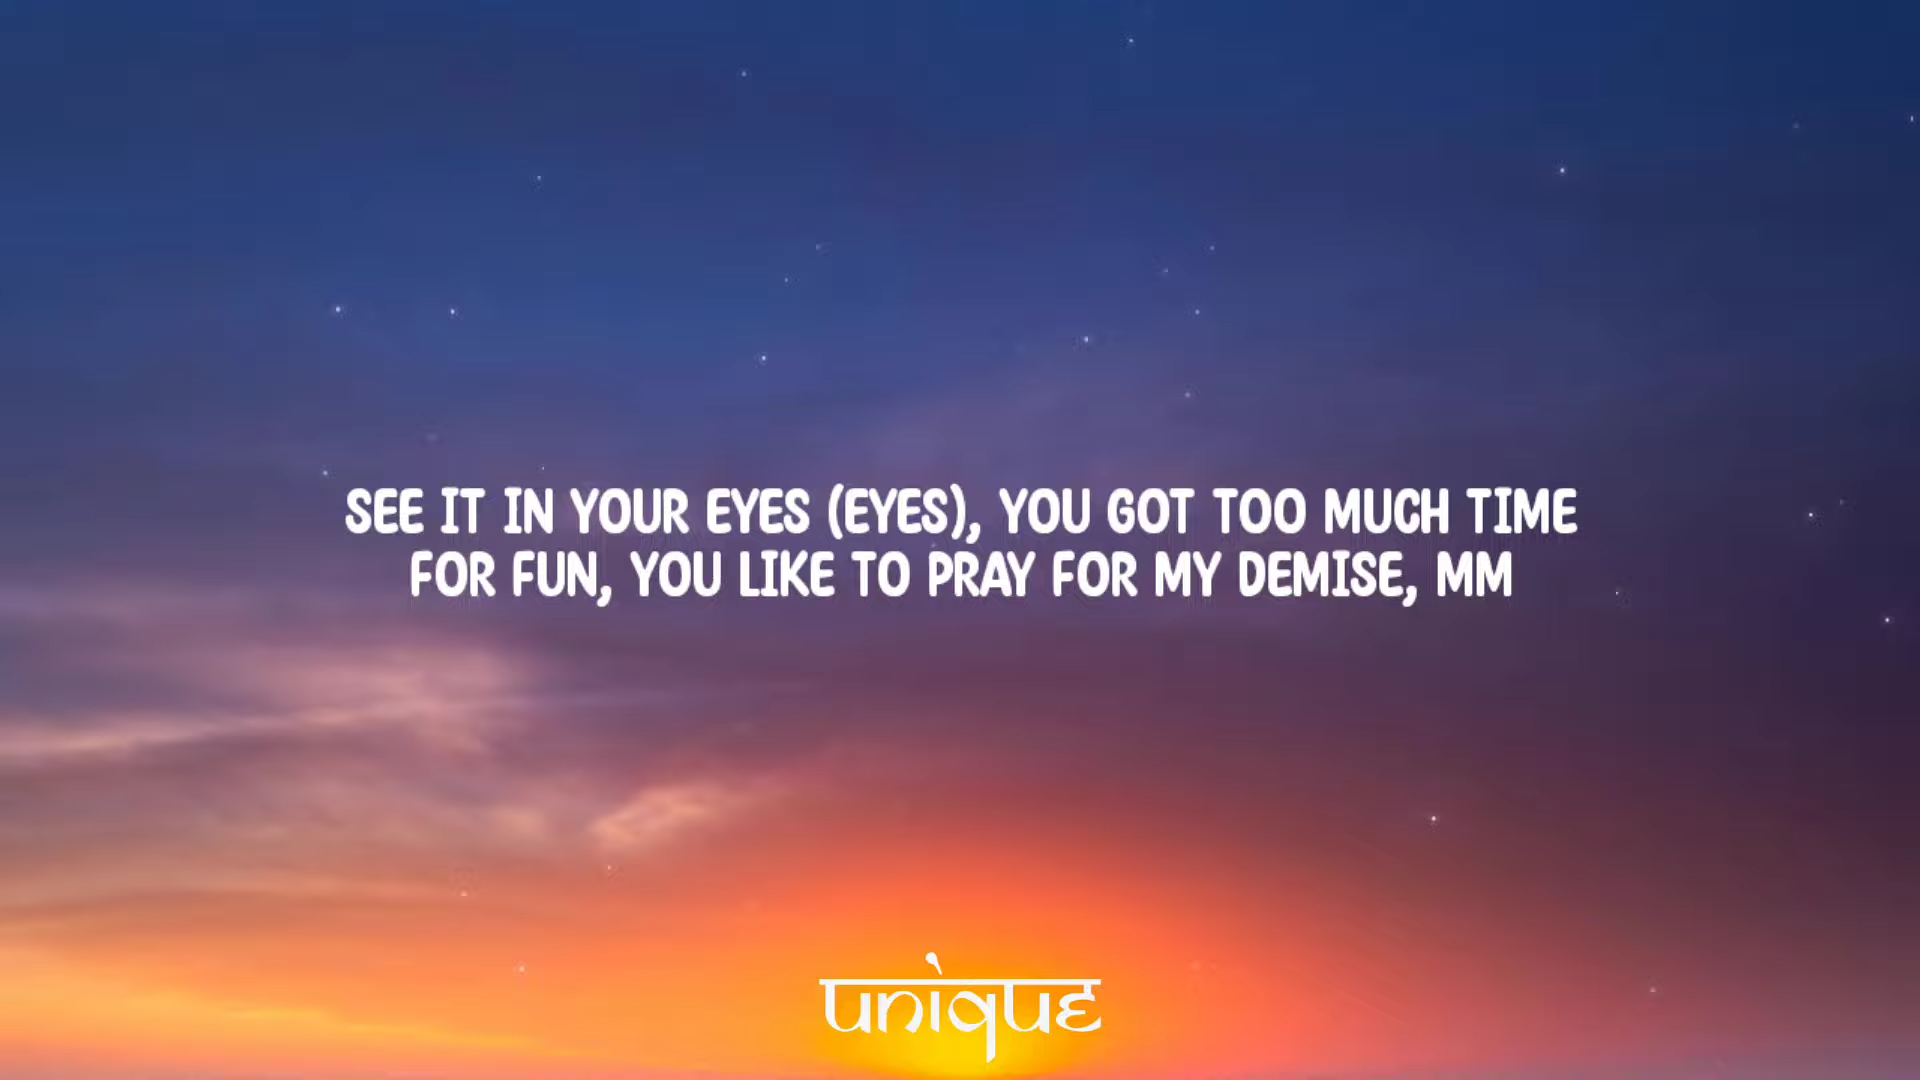 SEE IT IN YOUR EYES (EYES), YOU GOT TOO MUCH TIME
FOR FUN, YOU LIKE TO PRAY FOR MY DEMISE, MM
unique